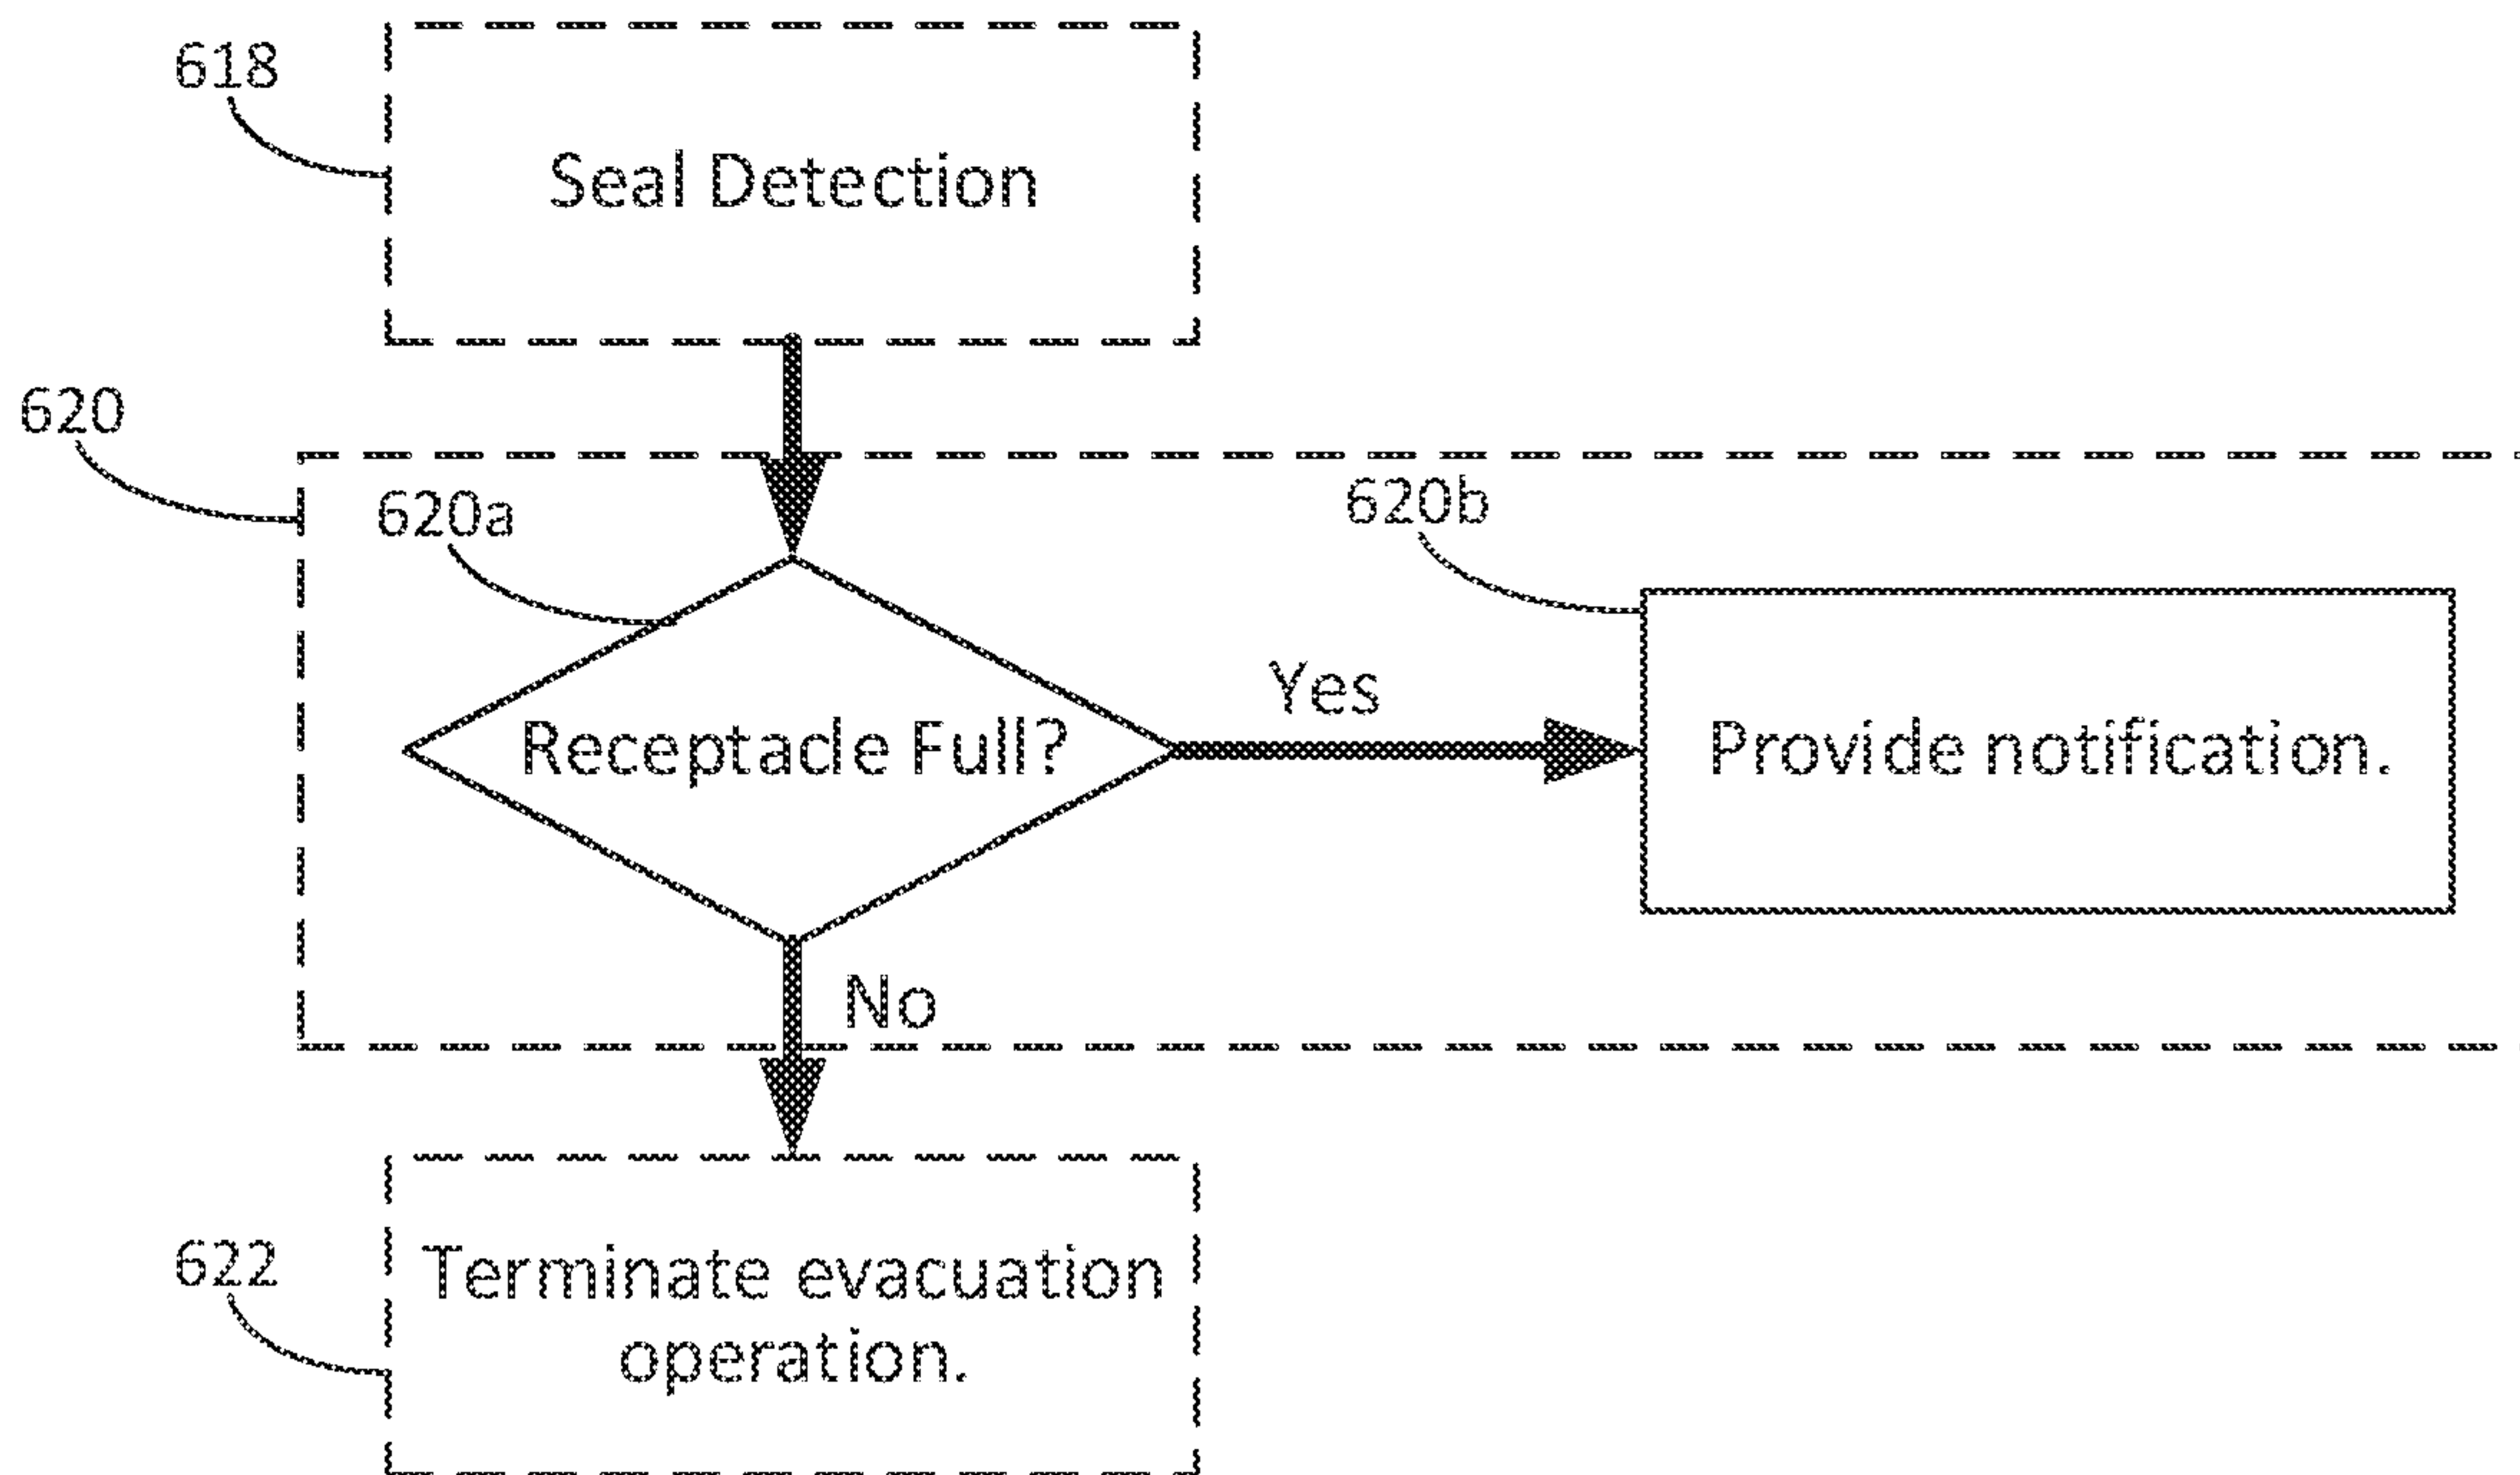 618
Seal Detection
620
620a
620b
Receptacle Full?
Yes
Provide notification.
No
622
Terminate evacuation
operation.